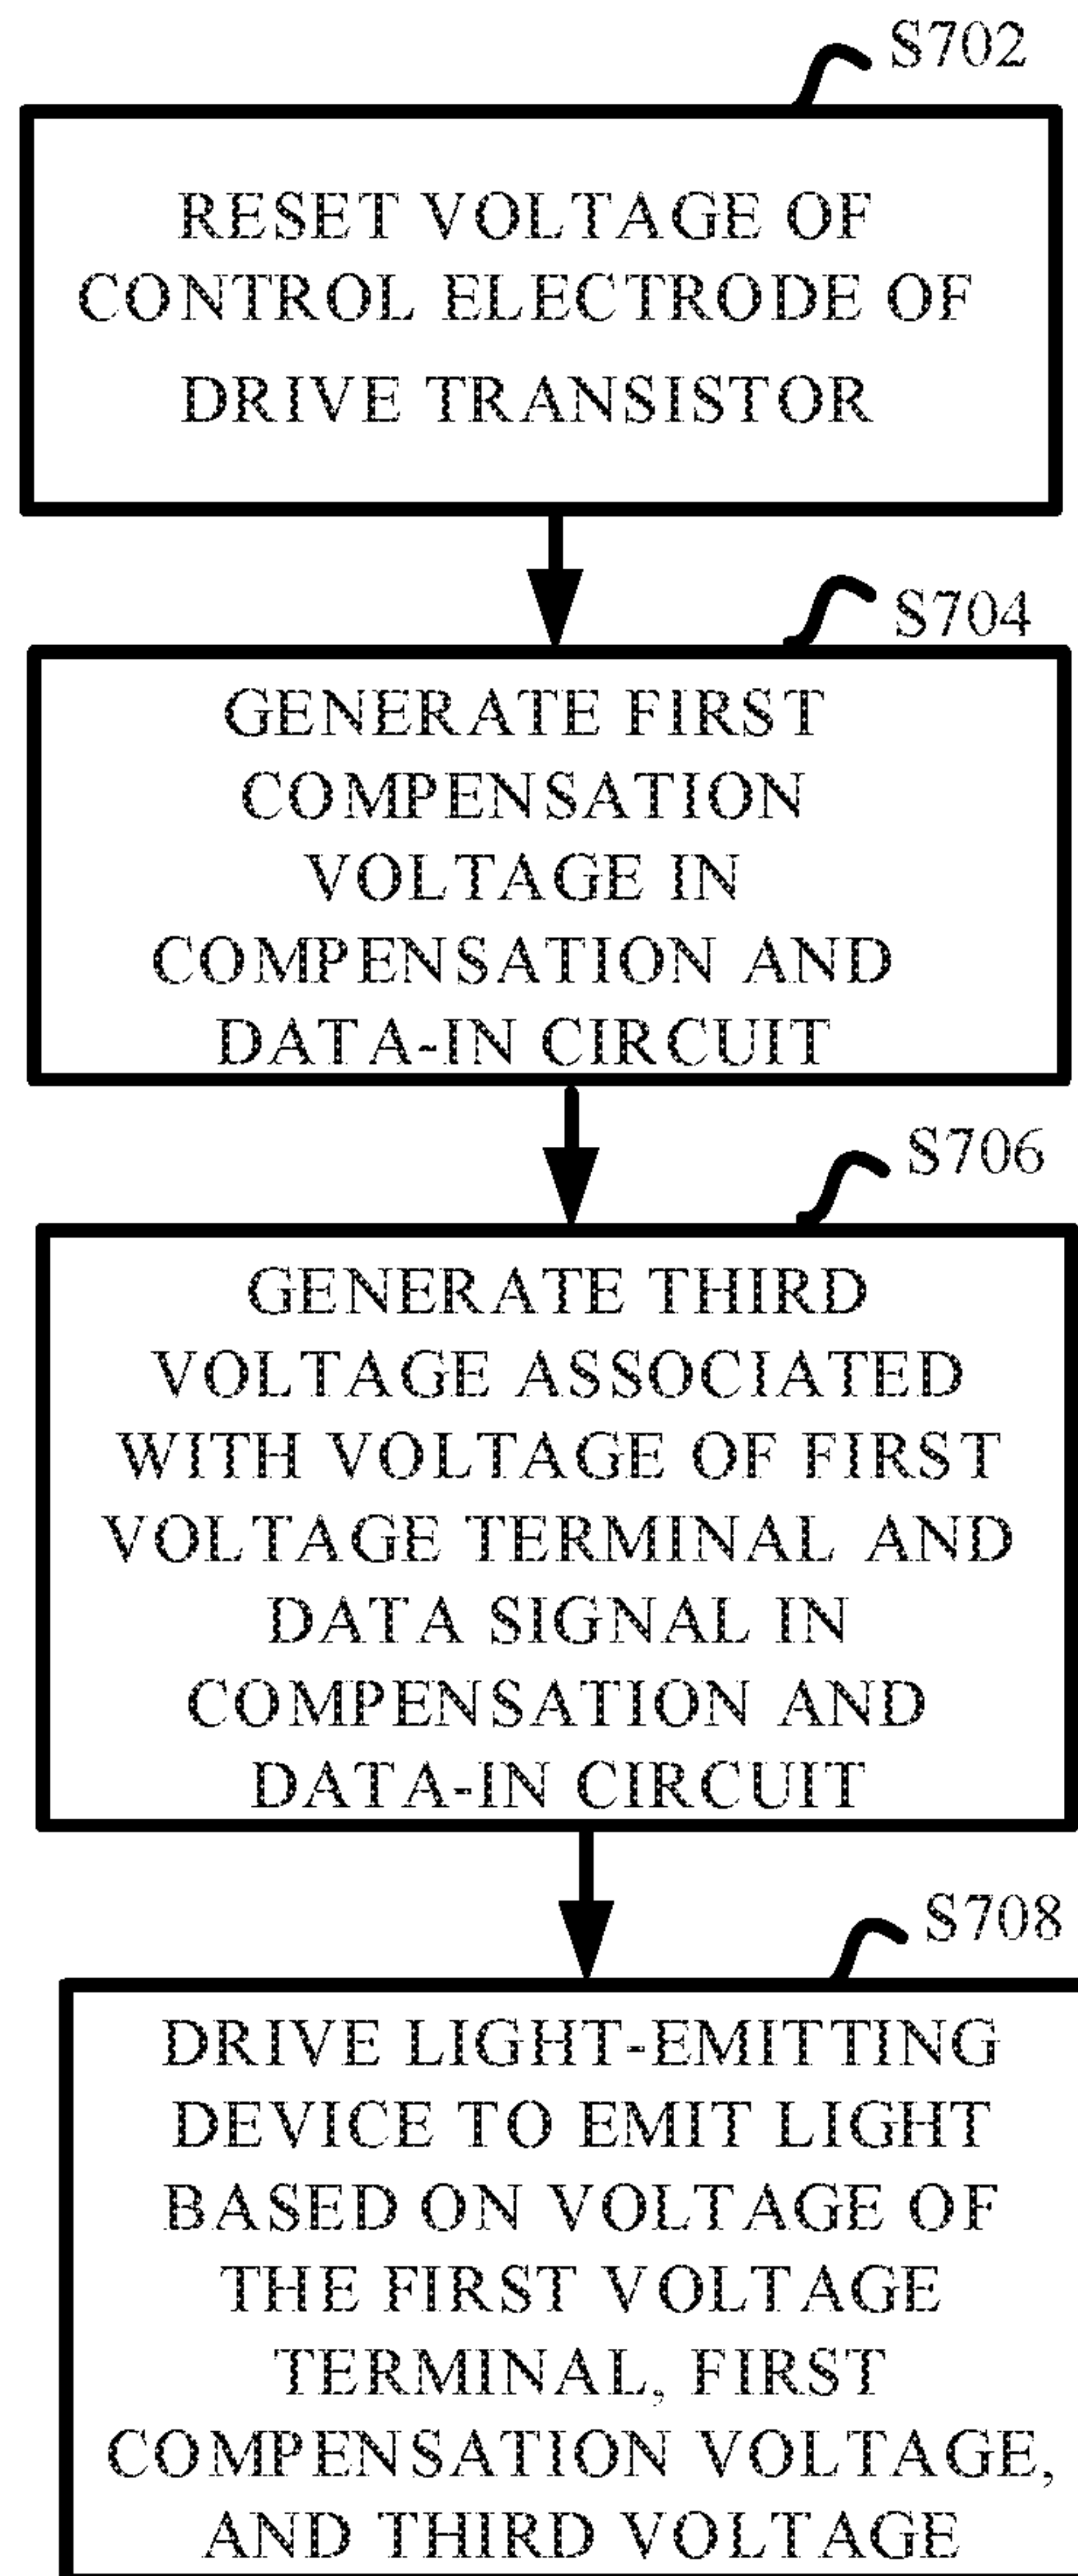 S702
RESET VOLTAGE OF
CONTROL ELECTRODE OF
DRIVE TRANSISTOR
S704
GENERATE FIRST
COMPENSATION
VOLTAGE IN
COMPENSATION AND
DATA-IN CIRCUIT
S706
GENERATE THIRD
VOLTAGE ASSOCIATED
WITH VOLTAGE OF FIRST
VOLTAGE TERMINAL AND
DATA SIGNAL IN
COMPENSATION AND
DATA-IN CIRCUIT
S708
DRIVE LIGHT-EMITTING
DEVICE TO EMIT LIGHT
BASED ON VOLTAGE OF
THE FIRST VOLTAGE
TERMINAL, FIRST
COMPENSATION VOLTAGE,
AND THIRD VOLTAGE